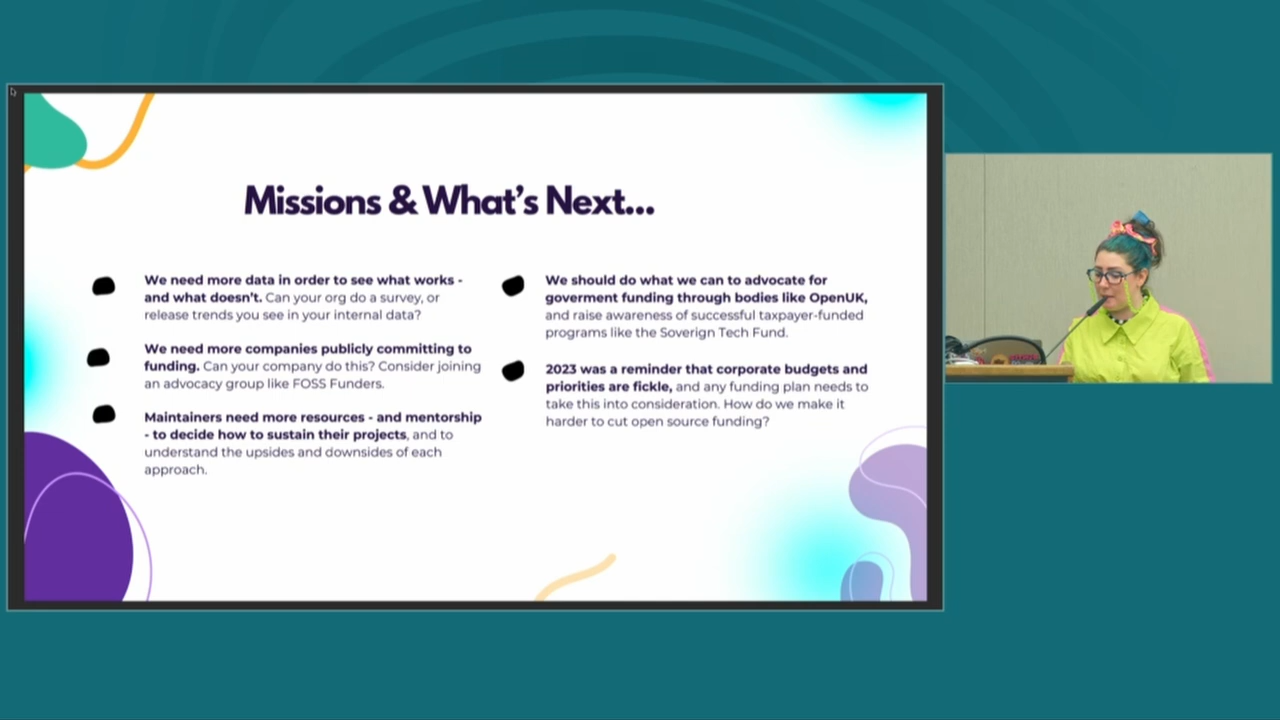 Missions & What's Next...
We need more data in order to see what works -
and what doesn't. Can your org do a survey, or
release trends you see in your internal data?
We need more companies publicly committing to
funding. Can your company do this? Consider joining
an advocacy group like FOSS Funders.
Maintainers need more resources - and mentorship
- to decide how to sustain their projects, and to
understand the upsides and downsides of each
approach.
We should do what we can to advocate for
goverment funding through bodies like OpenUK,
and raise awareness of successful taxpayer-funded
programs like the Soverign Tech Fund.
2023 was a reminder that corporate budgets and
priorities are fickle, and any funding plan needs to
take this into consideration. How do we make it
harder to cut open source funding?